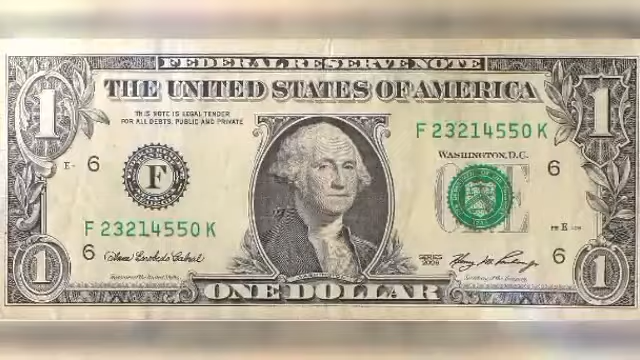 FEDERAL RESERVE NOTE
THE UNITED STATES OF AMERICA
THIS NOTE IS LEGAL TENDER
FOR ALL DEBTS, PUBLIC AND PRIVATE
F 23214550 K
WASHINGTON, D.C.
1
1
6
6
F
F 23214550 K
6
6
SERIES
2006
1
1
ONE DOLLAR